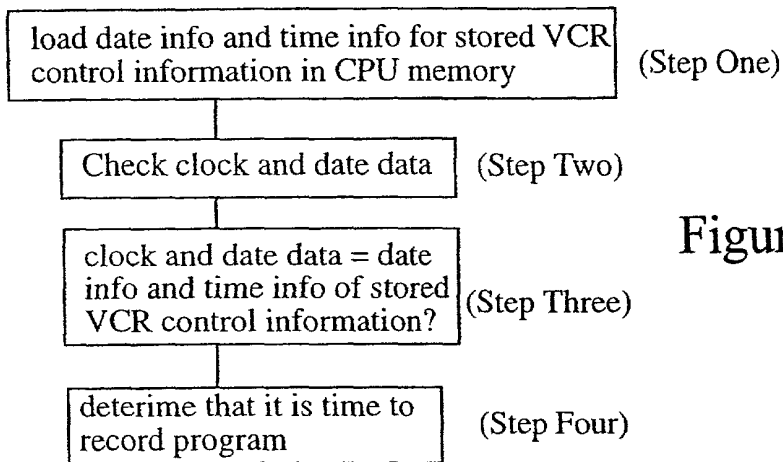 load date info and time info for stored VCR
control information in CPU memory
(Step One)
Check clock and date data
(Step Two)
clock and date data = date
info and time info of stored
VCR control information?
(Step Three)
deterime that it is time to
record program
(Step Four)